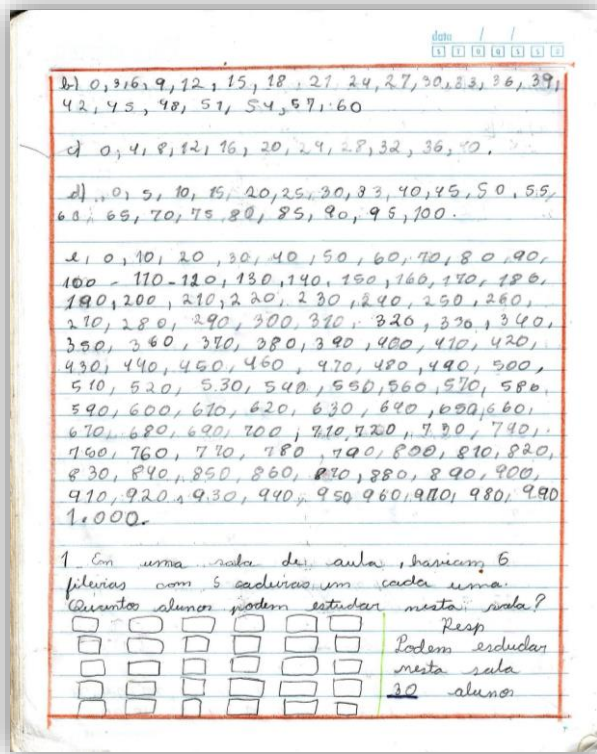 data / /
S T Q Q S S D
b) 0, 3, 6, 9, 12, 15, 18, 21 24, 27, 30, 33, 36, 39,
42, 45, 48, 51, 54, 57, 60
c) 0, 4, 8, 12, 16, 20, 24, 28, 32, 36, 40.
d) 0, 5, 10, 15, 20, 25, 30, 33, 40, 45, 50, 55,
60, 65, 70, 75 80, 85, 90, 95, 100.
e, 0, 10, 20, 30, 40, 50, 60, 70, 80, 90,
100 - 110 - 120, 130, 140, 150, 160, 170, 180,
190, 200, 210, 220, 230, 240, 250, 260,
270, 280, 290, 300, 310, 320, 330, 340,
350, 360, 370, 380, 390, 400, 410, 420,
430, 440, 450, 460, 470, 480, 490, 500,
510, 520, 530, 540, 550, 560, 570, 580
590, 600, 610, 620, 630, 640, 650, 660,
670, 680, 690, 700, 710, 720, 730, 740,
750, 760, 770, 780, 790, 800, 810, 820,
830, 840, 850, 860, 870, 880, 890, 900,
910, 920, 930, 940, 950 960, 970, 980, 990
1.000.
1 Em uma sala de aula, haviam 6
fileiras com 5 cadeiras um cada uma.
Quantos alunos podem estudar nesta sala?
Resp
Podem esdudar
nesta sala
30 alunos